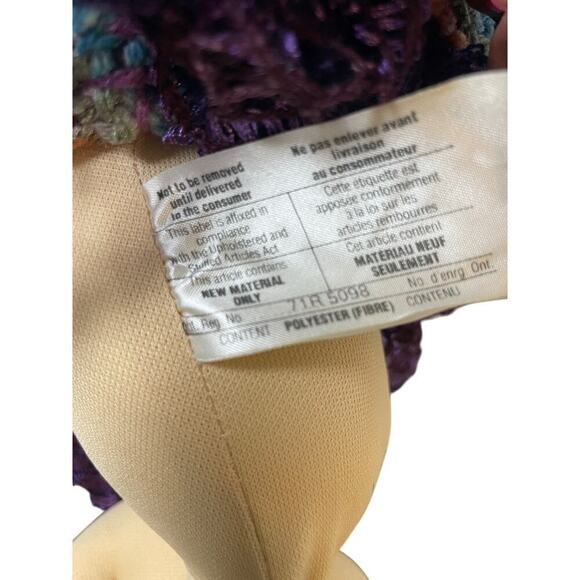 Not to be removed
until delivered
to the consumer
Ne pas enlever avant
livraison
au consommateur
This label is affixed in
compliance
with the Upholstered and
Stuffed Articles Act
Cette etiquette est
apposée conformément
à la loi sur les
articles rembourres
This article contains
NEW MATERIAL
ONLY
Cet article contient
MATERIAU NEUF
SEULEMENT
Ont. Reg. No 71R 5098 No d'enrg. Ont.
CONTENT POLYESTER (FIBRE) CONTENU